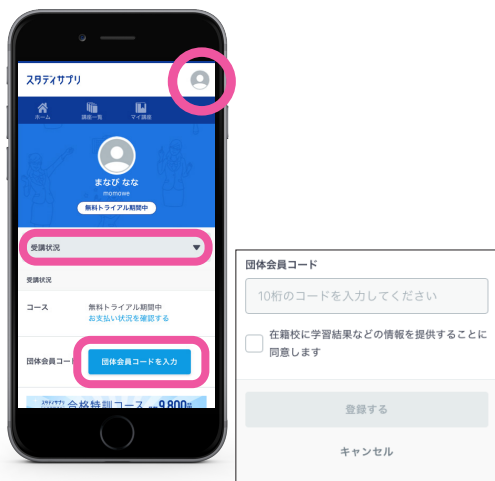 スタディサプリ
ホーム
講座一覧
マイ講座
まなび なな
momowe
無料トライアル期間中
受講状況
受講状況
コース
無料トライアル期間中
お支払い状況を確認する
団体会員コード
団体会員コードを入力
合格特訓コース
9,800
団体会員コード
10桁のコードを入力してください
在籍校に学習結果などの情報を提供することに
同意します
登録する
キャンセル